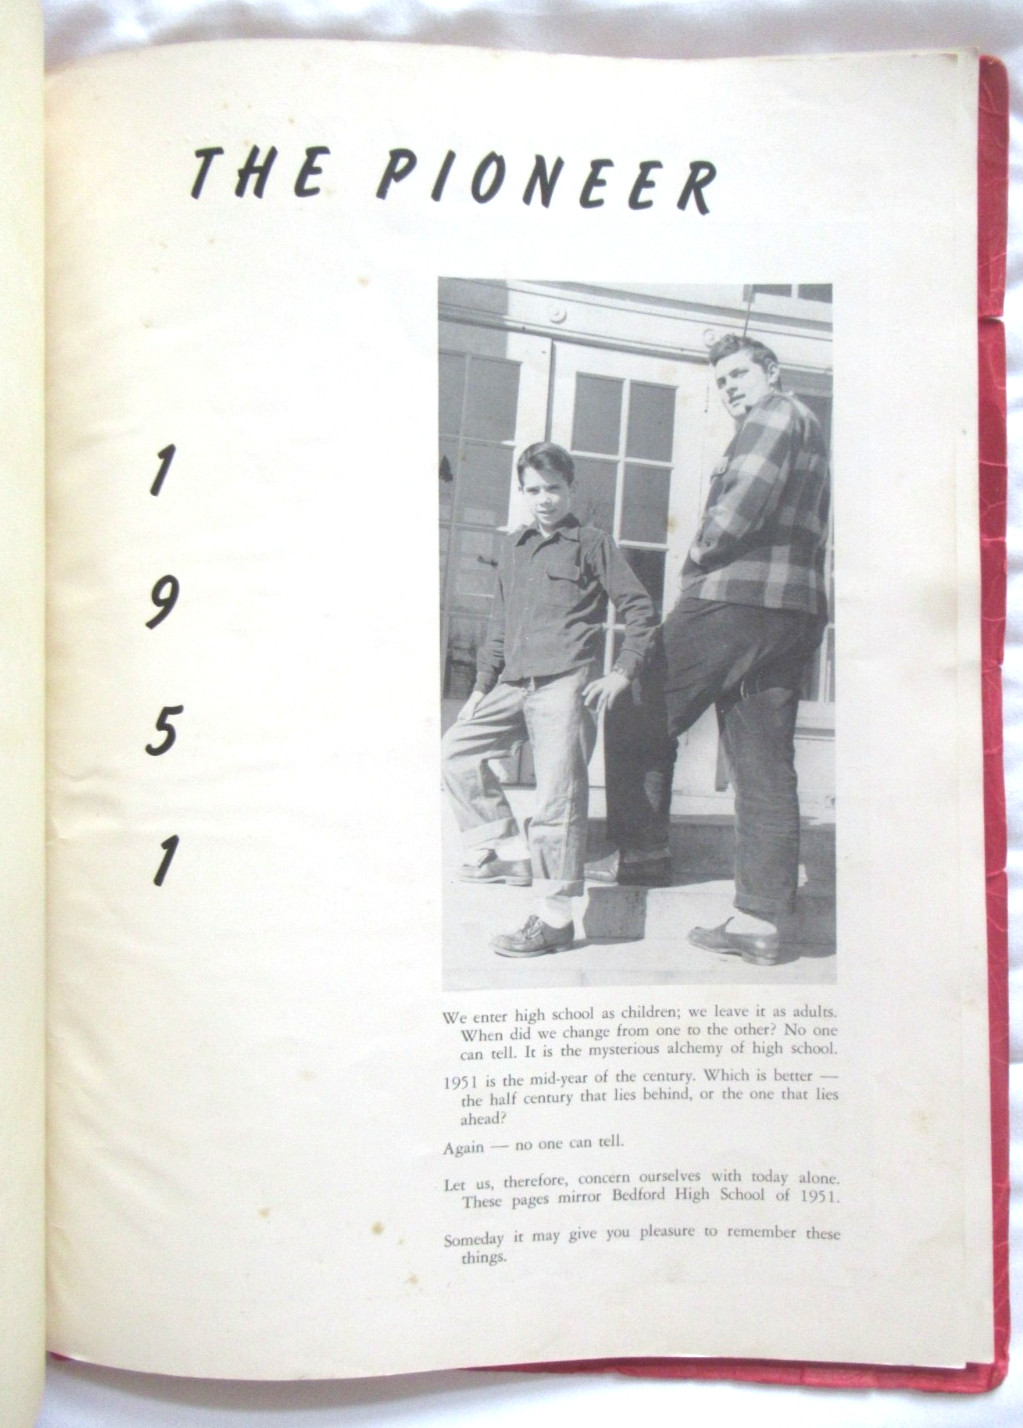 THE PIONEER
1
9
5
1
We enter high school as children; we leave it as adults.
When did we change from one to the other? No one
can tell. It is the mysterious alchemy of high school.
1951 is the mid-year of the century. Which is better —
the half century that lies behind, or the one that lies
ahead?
Again — no one can tell.
Let us, therefore, concern ourselves with today alone.
These pages mirror Bedford High School of 1951.
Someday it may give you pleasure to remember these
things.